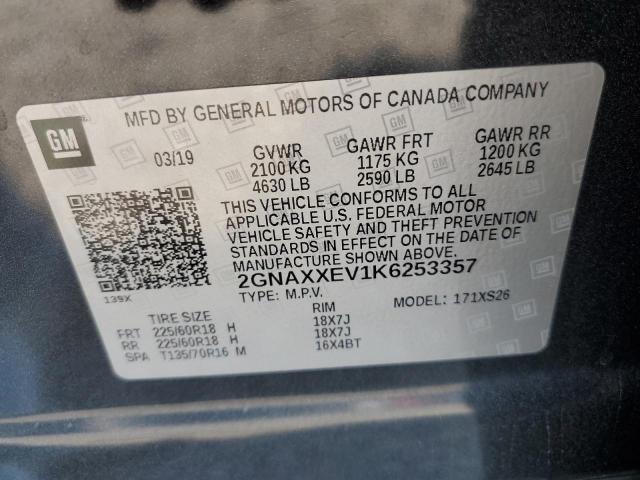 MFD BY GENERAL MOTORS OF CANADA COMPANY
GM
03/19 GVWR GAWR FRT GAWR RR
2100 KG 1175 KG 1200 KG
4630 LB 2590 LB 2645 LB
THIS VEHICLE CONFORMS TO ALL
APPLICABLE U.S. FEDERAL MOTOR
VEHICLE SAFETY AND THEFT PREVENTION
STANDARDS IN EFFECT ON THE DATE OF
MANUFACTURE SHOWN ABOVE.
2GNAXXEV1K6253357
139X
TYPE: M.P.V. MODEL: 171XS26
TIRE SIZE RIM
FRT 225/60R18 H 18X7J
RR 225/60R18 H 18X7J
SPA T135/70R16 M 16X4BT